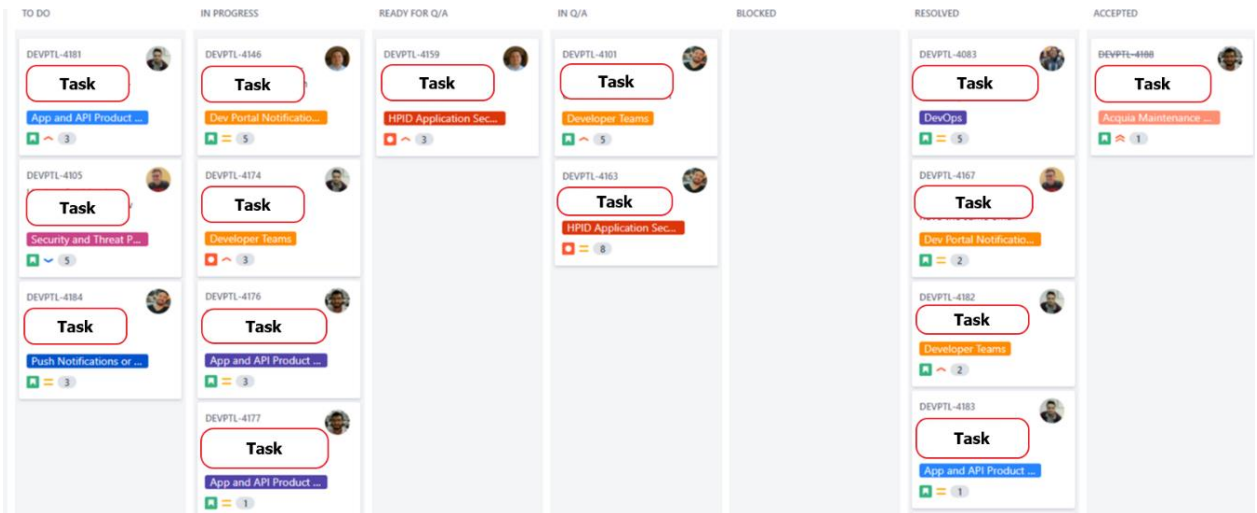 TO DO
IN PROGRESS
READY FOR Q/A
IN Q/A
BLOCKED
RESOLVED
ACCEPTED
DEVPTL-4181
Task
App and API Product ...
3
DEVPTL-4105
Task
Security and Threat P...
5
DEVPTL-4184
Task
Push Notifications or ...
3
DEVPTL-4146
Task
Dev Portal Notificatio...
5
DEVPTL-4174
Task
Developer Teams
3
DEVPTL-4176
Task
App and API Product ...
3
DEVPTL-4177
Task
App and API Product ...
1
DEVPTL-4159
Task
HPID Application Sec...
3
DEVPTL-4101
Task
Developer Teams
5
DEVPTL-4163
Task
HPID Application Sec...
8
DEVPTL-4083
Task
DevOps
5
DEVPTL-4167
Task
Dev Portal Notificatio...
2
DEVPTL-4182
Task
Developer Teams
2
DEVPTL-4183
Task
App and API Product ...
1
DEVPTL-4188
Task
Acquia Maintenance ...
1